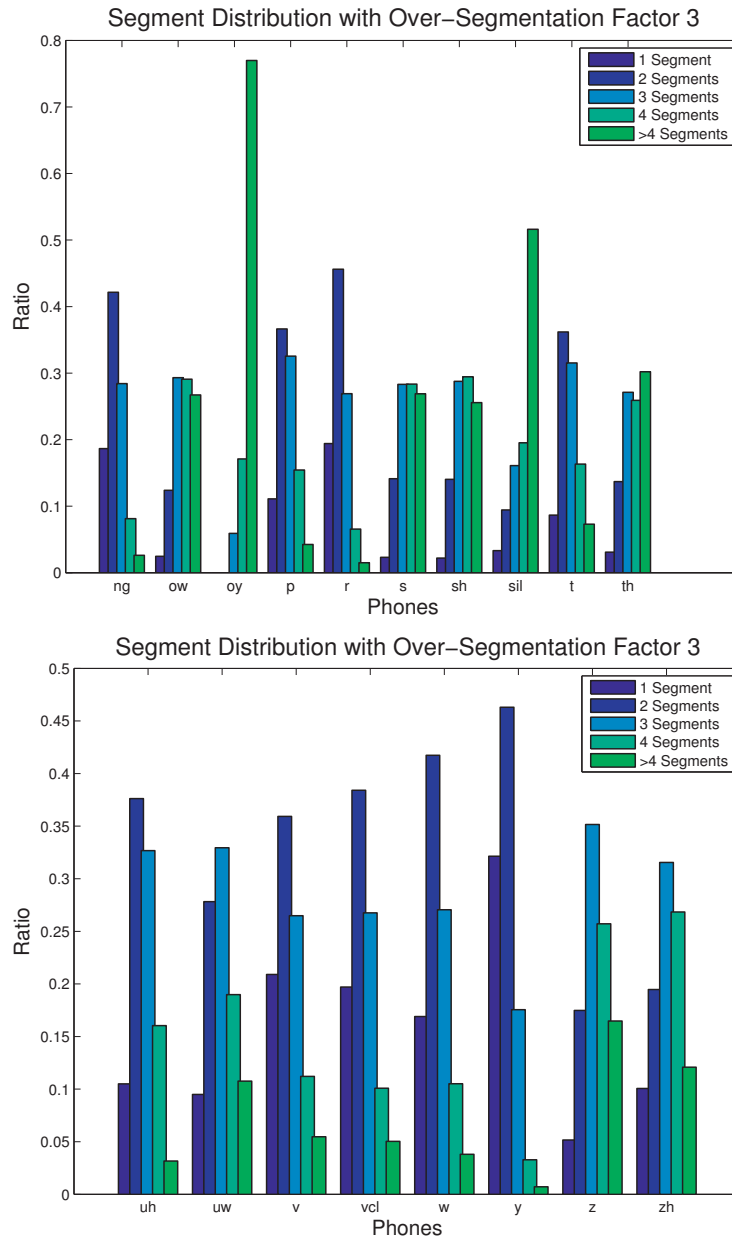 Segment Distribution with Over−Segmentation Factor 3
0.8
0.7
0.6
0.5
0.4
0.3
0.2
0.1
0
Ratio
1 Segment
2 Segments
3 Segments
4 Segments
>4 Segments
ng ow oy p r s sh sil t th
Phones
Segment Distribution with Over−Segmentation Factor 3
0.5
0.45
0.4
0.35
0.3
0.25
0.2
0.15
0.1
0.05
0
Ratio
1 Segment
2 Segments
3 Segments
4 Segments
>4 Segments
uh uw v vcl w y z zh
Phones